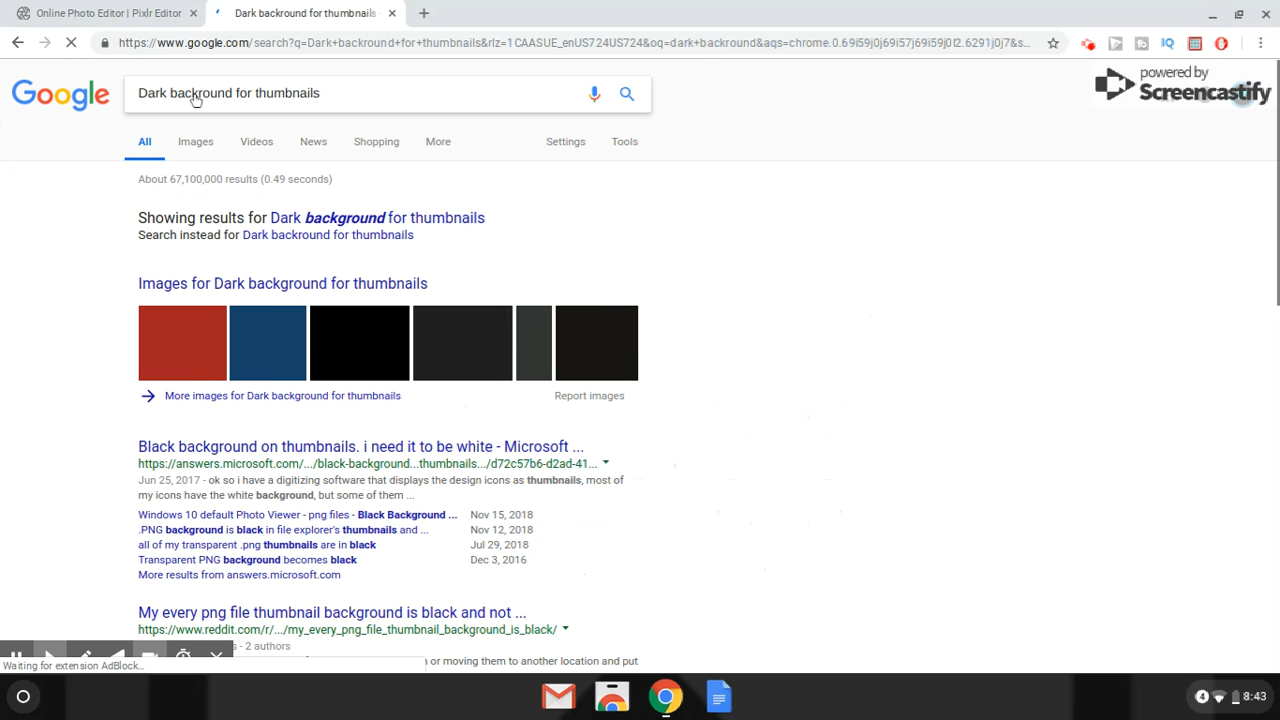 Online Photo Editor | Pixlr Editor
Dark backround for thumbnails
https://www.google.com/search?q=Dark+backround+for+thumbnails&rlz=1CAASUE_enUS724US724&oq=dark+backround&aqs=chrome.0.69i59j0j69i57j69i59j0l2.6291j0j7&s...
Google
Dark backround for thumbnails
powered by
Screencastify
All Images Videos News Shopping More Settings Tools
About 67,100,000 results (0.49 seconds)
Showing results for Dark background for thumbnails
Search instead for Dark backround for thumbnails
Images for Dark background for thumbnails
More images for Dark background for thumbnails Report images
Black background on thumbnails. i need it to be white - Microsoft ...
https://answers.microsoft.com/.../black-background...thumbnails.../d72c57b6-d2ad-41...
Jun 25, 2017 - ok so i have a digitizing software that displays the design icons as thumbnails, most of
my icons have the white background, but some of them ...
Windows 10 default Photo Viewer - png files - Black Background ... Nov 15, 2018
.PNG background is black in file explorer's thumbnails and ... Nov 12, 2018
all of my transparent .png thumbnails are in black Jul 29, 2018
Transparent PNG background becomes black Dec 3, 2016
More results from answers.microsoft.com
My every png file thumbnail background is black and not ...
https://www.reddit.com/r/.../my_every_png_file_thumbnail_background_is_black/
- 2 authors
or moving them to another location and put
Waiting for extension AdBlock...
4 8:43